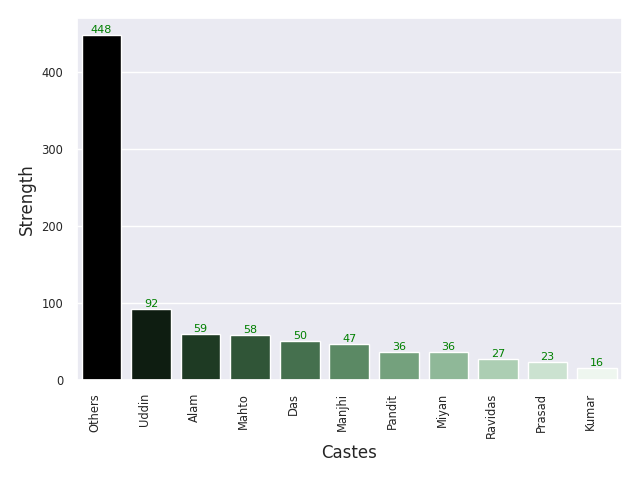 448
92
59
58
50
47
36
36
27
23
16
400
300
200
100
0
Strength
Others
Uddin
Alam
Mahto
Das
Manjhi
Pandit
Miyan
Ravidas
Prasad
Kumar
Castes